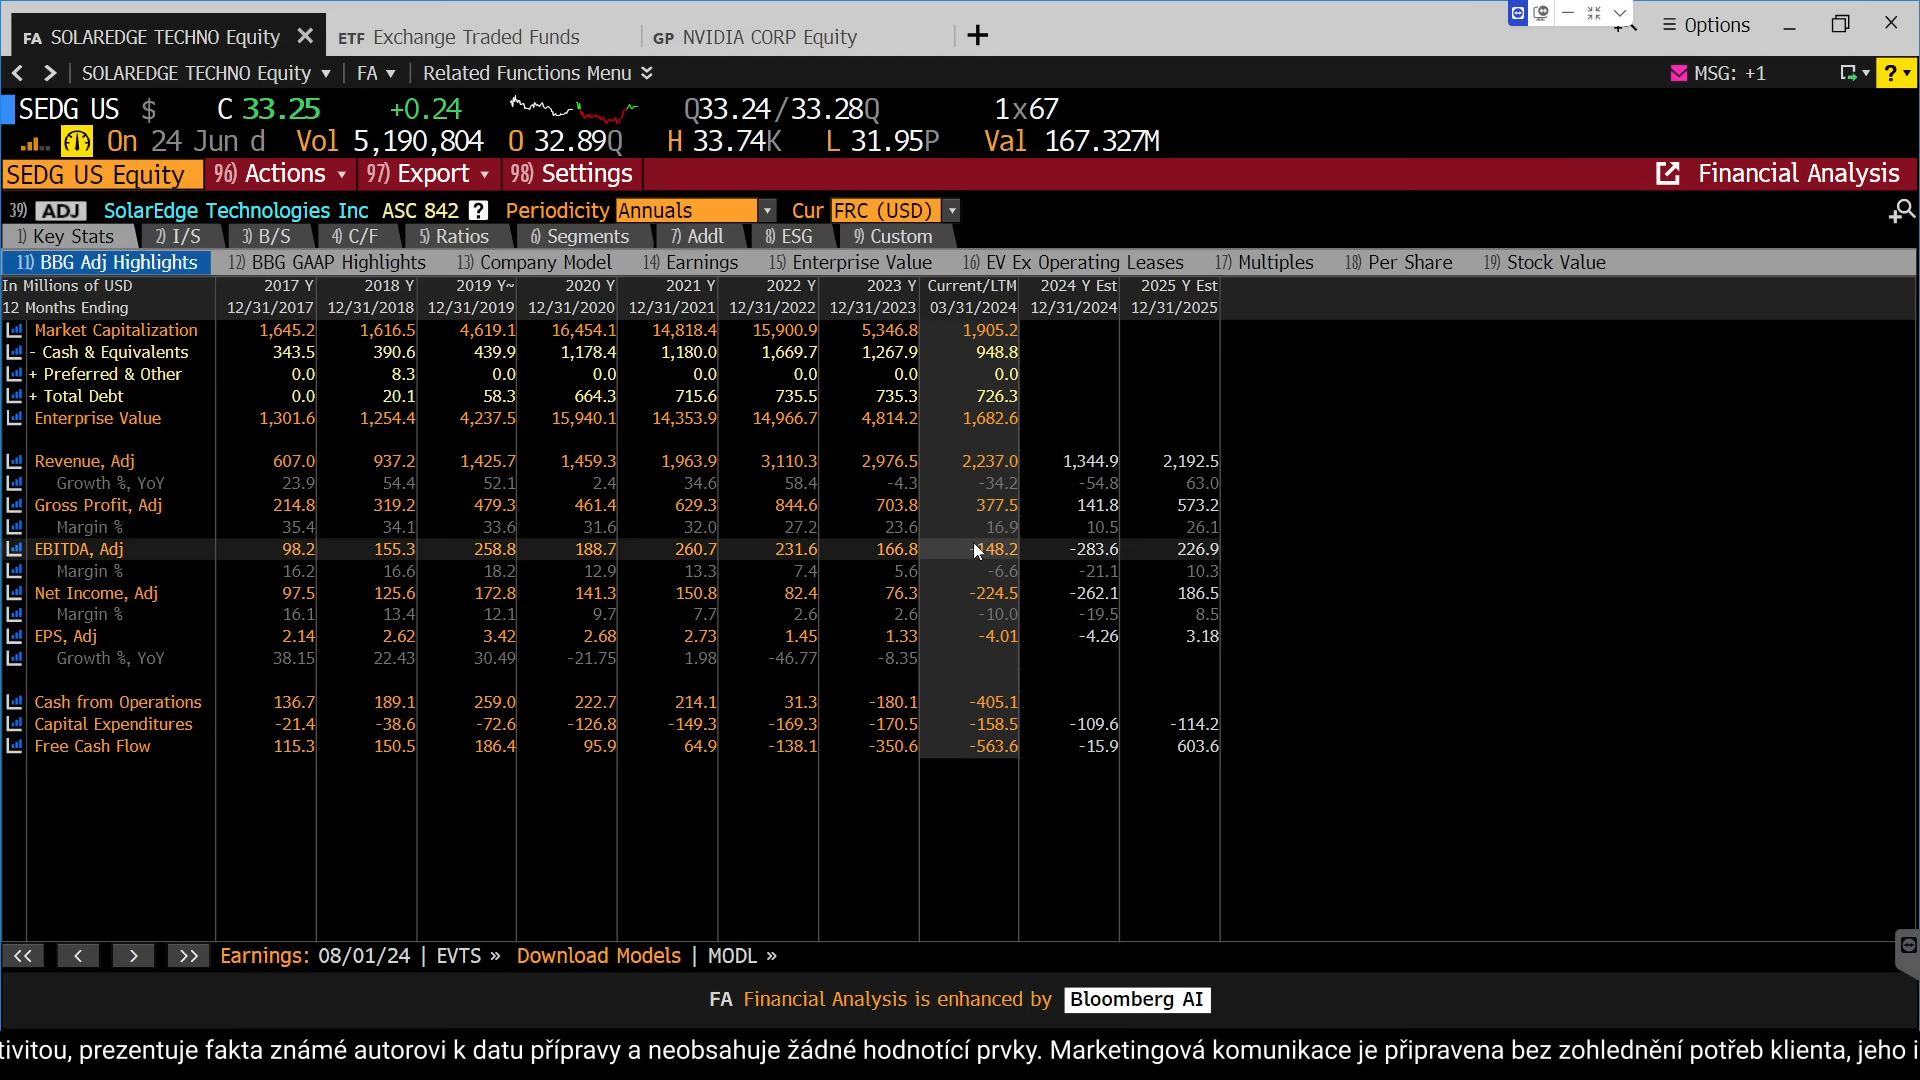 FA SOLAREDGE TECHNO Equity ✕ ETF Exchange Traded Funds GP NVIDIA CORP Equity + Options
SOLAREDGE TECHNO Equity ▾ FA ▾ Related Functions Menu MSG: +1 ? ▾
SEDG US $ C 33.25 +0.24 Q33.24/33.28Q 1x67
On 24 Jun d Vol 5,190,804 O 32.89Q H 33.74K L 31.95P Val 167.327M
SEDG US Equity 96) Actions ▾ 97) Export ▾ 98) Settings Financial Analysis
39) ADJ SolarEdge Technologies Inc ASC 842 ? Periodicity Annuals Cur FRC (USD)
1) Key Stats 2) I/S 3) B/S 4) C/F 5) Ratios 6) Segments 7) Addl 8) ESG 9) Custom
11) BBG Adj Highlights 12) BBG GAAP Highlights 13) Company Model 14) Earnings 15) Enterprise Value 16) EV Ex Operating Leases 17) Multiples 18) Per Share 19) Stock Value
In Millions of USD 2017 Y 2018 Y 2019 Y~ 2020 Y 2021 Y 2022 Y 2023 Y Current/LTM 2024 Y Est 2025 Y Est
12 Months Ending 12/31/2017 12/31/2018 12/31/2019 12/31/2020 12/31/2021 12/31/2022 12/31/2023 03/31/2024 12/31/2024 12/31/2025
Market Capitalization 1,645.2 1,616.5 4,619.1 16,454.1 14,818.4 15,900.9 5,346.8 1,905.2
- Cash & Equivalents 343.5 390.6 439.9 1,178.4 1,180.0 1,669.7 1,267.9 948.8
+ Preferred & Other 0.0 8.3 0.0 0.0 0.0 0.0 0.0 0.0
+ Total Debt 0.0 20.1 58.3 664.3 715.6 735.5 735.3 726.3
Enterprise Value 1,301.6 1,254.4 4,237.5 15,940.1 14,353.9 14,966.7 4,814.2 1,682.6
Revenue, Adj 607.0 937.2 1,425.7 1,459.3 1,963.9 3,110.3 2,976.5 2,237.0 1,344.9 2,192.5
Growth %, YoY 23.9 54.4 52.1 2.4 34.6 58.4 -4.3 -34.2 -54.8 63.0
Gross Profit, Adj 214.8 319.2 479.3 461.4 629.3 844.6 703.8 377.5 141.8 573.2
Margin % 35.4 34.1 33.6 31.6 32.0 27.2 23.6 16.9 10.5 26.1
EBITDA, Adj 98.2 155.3 258.8 188.7 260.7 231.6 166.8 -148.2 -283.6 226.9
Margin % 16.2 16.6 18.2 12.9 13.3 7.4 5.6 -6.6 -21.1 10.3
Net Income, Adj 97.5 125.6 172.8 141.3 150.8 82.4 76.3 -224.5 -262.1 186.5
Margin % 16.1 13.4 12.1 9.7 7.7 2.6 2.6 -10.0 -19.5 8.5
EPS, Adj 2.14 2.62 3.42 2.68 2.73 1.45 1.33 -4.01 -4.26 3.18
Growth %, YoY 38.15 22.43 30.49 -21.75 1.98 -46.77 -8.35
Cash from Operations 136.7 189.1 259.0 222.7 214.1 31.3 -180.1 -405.1
Capital Expenditures -21.4 -38.6 -72.6 -126.8 -149.3 -169.3 -170.5 -158.5 -109.6 -114.2
Free Cash Flow 115.3 150.5 186.4 95.9 64.9 -138.1 -350.6 -563.6 -15.9 603.6
<< < > >> Earnings: 08/01/24 | EVTS » Download Models | MODL »
FA Financial Analysis is enhanced by Bloomberg AI
tivitou, prezentuje fakta známé autorovi k datu přípravy a neobsahuje žádné hodnotící prvky. Marketingová komunikace je připravena bez zohlednění potřeb klienta, jeho i